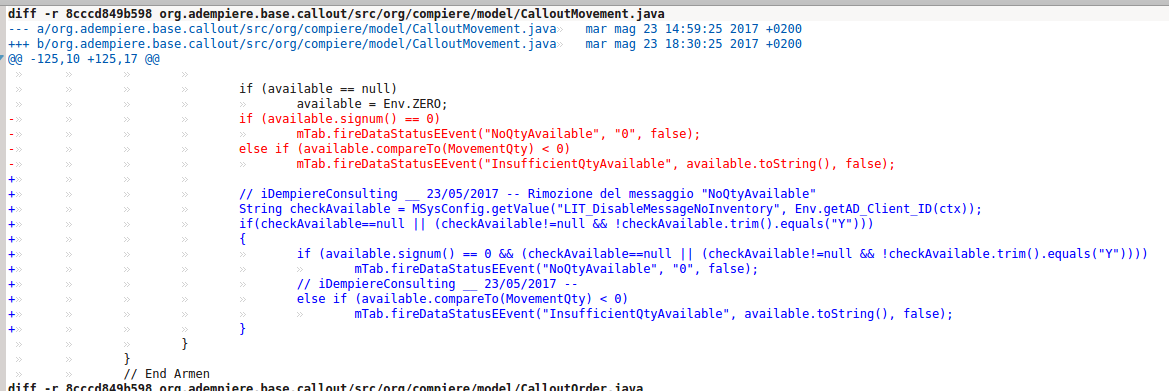 diff -r 8cccd849b598 org.adempiere.base.callout/src/org/compiere/model/CalloutMovement.java
--- a/org.adempiere.base.callout/src/org/compiere/model/CalloutMovement.java» mar mag 23 14:59:25 2017 +0200
+++ b/org.adempiere.base.callout/src/org/compiere/model/CalloutMovement.java» mar mag 23 18:30:25 2017 +0200
@@ -125,10 +125,17 @@
» » » »
» » » » if (available == null)
» » » » » available = Env.ZERO;
-» » » » if (available.signum() == 0)
-» » » » » mTab.fireDataStatusEEvent("NoQtyAvailable", "0", false);
-» » » » else if (available.compareTo(MovementQty) < 0)
-» » » » » mTab.fireDataStatusEEvent("InsufficientQtyAvailable", available.toString(), false);
+» » » »
+» » » » // iDempiereConsulting __ 23/05/2017 -- Rimozione del messaggio "NoQtyAvailable"
+» » » » String checkAvailable = MSysConfig.getValue("LIT_DisableMessageNoInventory", Env.getAD_Client_ID(ctx));
+» » » » if(checkAvailable==null || (checkAvailable!=null && !checkAvailable.trim().equals("Y")))
+» » » » {
+» » » » » if (available.signum() == 0 && (checkAvailable==null || (checkAvailable!=null && !checkAvailable.trim().equals("Y"))))
+» » » » » » mTab.fireDataStatusEEvent("NoQtyAvailable", "0", false);
+» » » » » // iDempiereConsulting __ 23/05/2017 --
+» » » » » else if (available.compareTo(MovementQty) < 0)
+» » » » » » mTab.fireDataStatusEEvent("InsufficientQtyAvailable", available.toString(), false);
+» » » » }
» » » }
» » }
» » // End Armen
diff -r 8cccd849b598 org.adempiere.base.callout/src/org/compiere/model/CalloutOrder.java